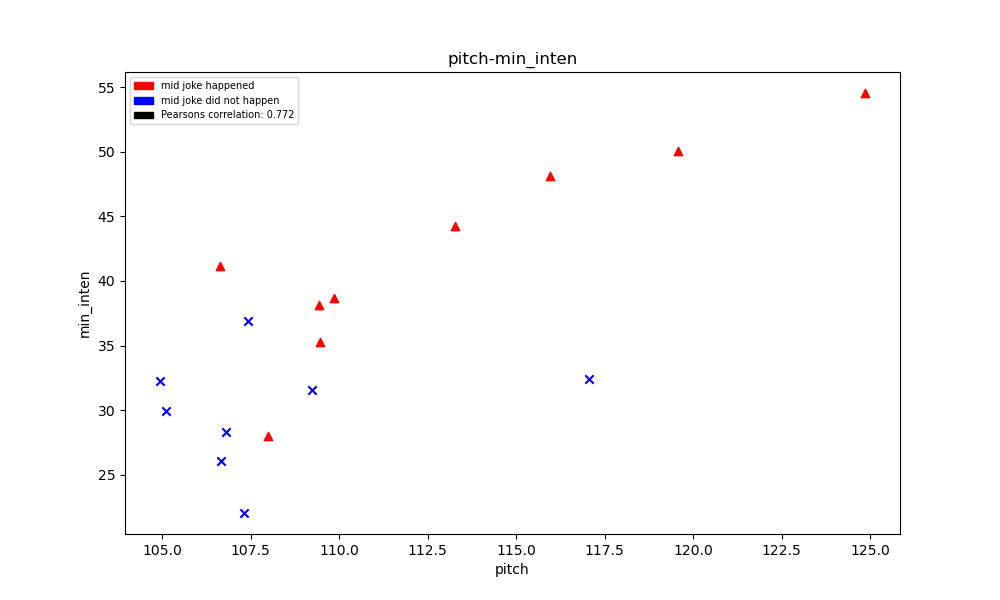 pitch-min_inten
mid joke happened
mid joke did not happen
Pearsons correlation: 0.772
55
50
45
40
35
30
25
min_inten
105.0 107.5 110.0 112.5 115.0 117.5 120.0 122.5 125.0
pitch